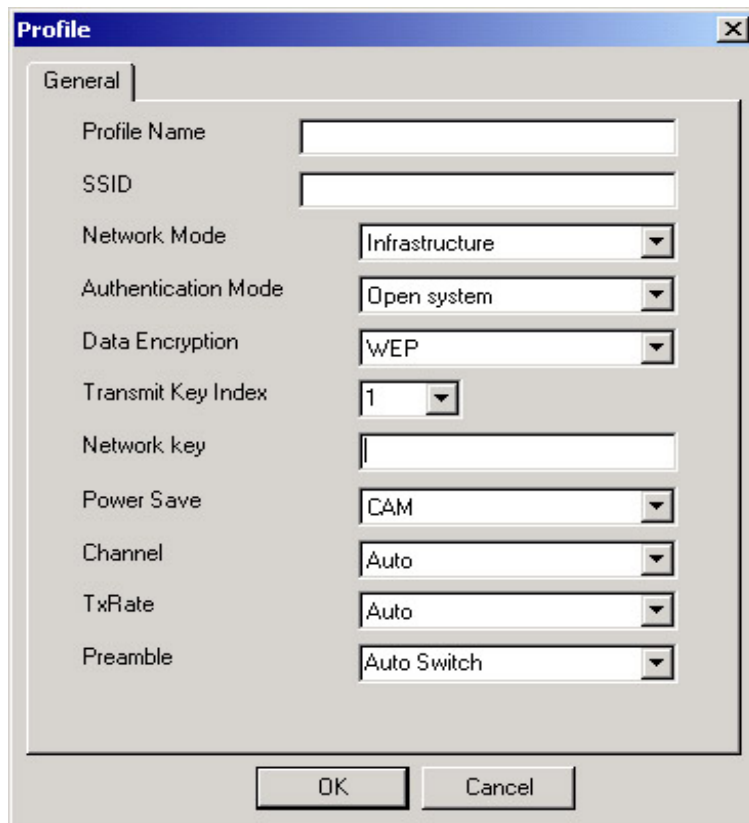 Profile
General
Profile Name
SSID
Network Mode Infrastructure
Authentication Mode Open system
Data Encryption WEP
Transmit Key Index 1
Network key
Power Save CAM
Channel Auto
TxRate Auto
Preamble Auto Switch
OK Cancel